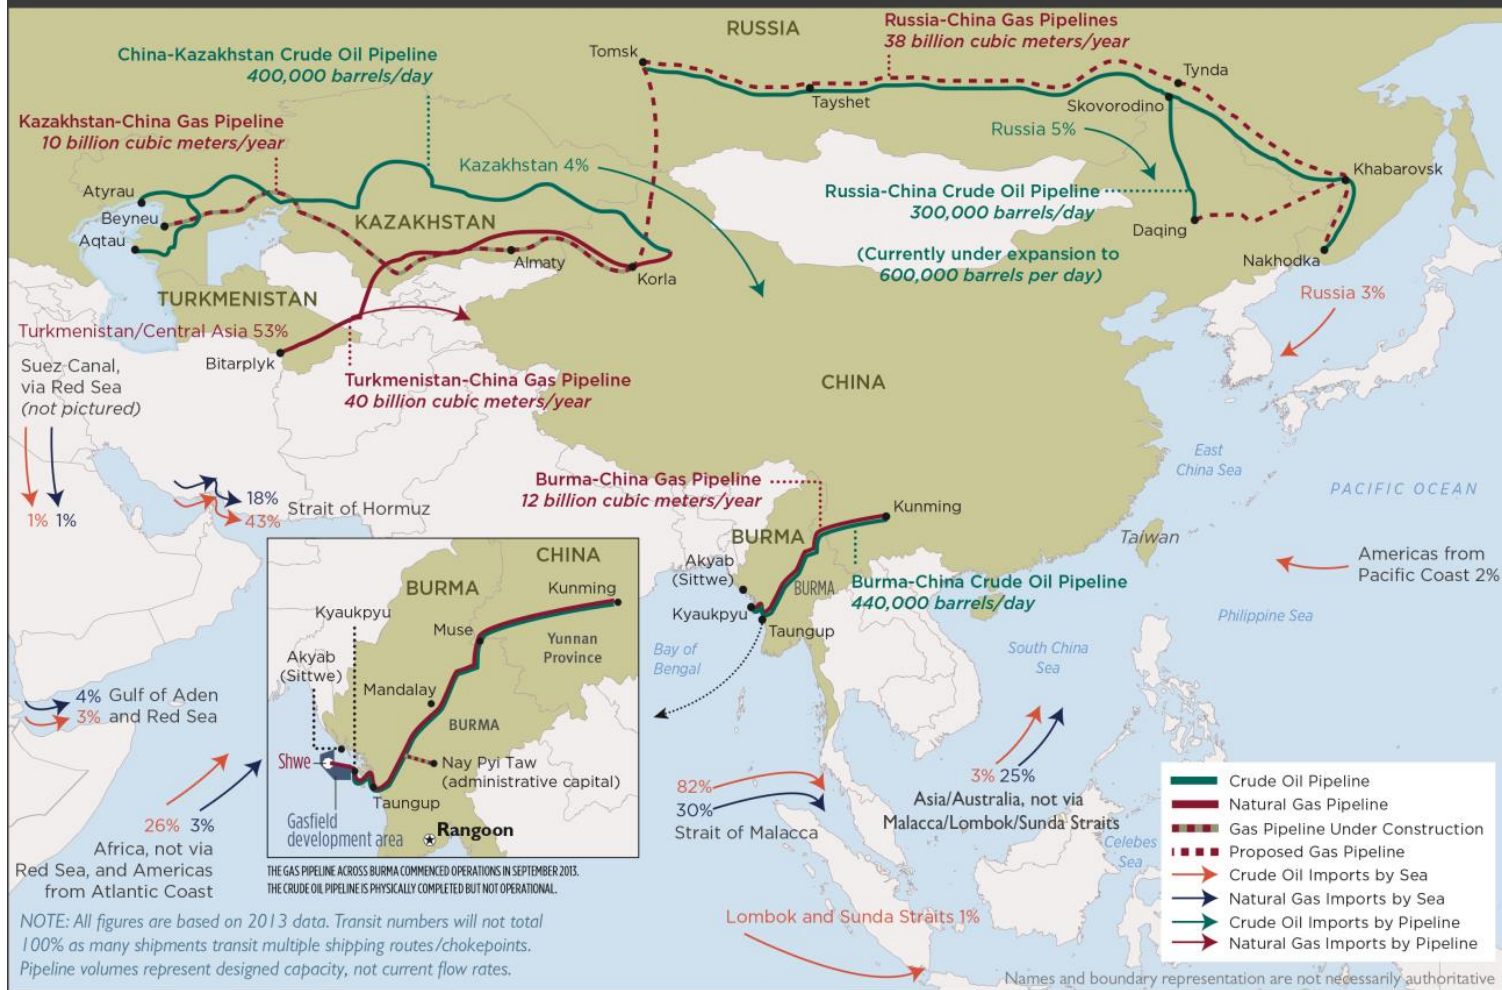 RUSSIA
Russia-China Gas Pipelines
38 billion cubic meters/year
China-Kazakhstan Crude Oil Pipeline
400,000 barrels/day
Tomsk
Tayshet
Tynda
Skovorodino
Kazakhstan-China Gas Pipeline
10 billion cubic meters/year
Russia 5%
Kazakhstan 4%
Khabarovsk
Atyrau
Beyneu
Aqtau
KAZAKHSTAN
Russia-China Crude Oil Pipeline
300,000 barrels/day
(Currently under expansion to
600,000 barrels per day)
Daqing
Nakhodka
Almaty
Korla
TURKMENISTAN
Russia 3%
Turkmenistan/Central Asia 53%
Bitarplyk
Suez Canal,
via Red Sea
(not pictured)
1%
1%
Turkmenistan-China Gas Pipeline
40 billion cubic meters/year
CHINA
East
China Sea
PACIFIC OCEAN
18%
43%
Strait of Hormuz
Burma-China Gas Pipeline
12 billion cubic meters/year
Kunming
BURMA
Taiwan
Akyab
(Sittwe)
BURMA
Kyaukpyu
Taungup
Burma-China Crude Oil Pipeline
440,000 barrels/day
Americas from
Pacific Coast 2%
Philippine Sea
Bay of
Bengal
South China
Sea
CHINA
BURMA
Kunming
Kyaukpyu
Muse
Yunnan
Province
Akyab
(Sittwe)
Mandalay
BURMA
Shwe
Nay Pyi Taw
(administrative capital)
Taungup
Gasfield
development area
Rangoon
THE GAS PIPELINE ACROSS BURMA COMMENCED OPERATIONS IN SEPTEMBER 2013.
THE CRUDE OIL PIPELINE IS PHYSICALLY COMPLETED BUT NOT OPERATIONAL.
4%
3%
Gulf of Aden
and Red Sea
26%
3%
Africa, not via
Red Sea, and Americas
from Atlantic Coast
82%
30%
Strait of Malacca
3%
25%
Asia/Australia, not via
Malacca/Lombok/Sunda Straits
Celebes
Sea
Lombok and Sunda Straits 1%
Crude Oil Pipeline
Natural Gas Pipeline
Gas Pipeline Under Construction
Proposed Gas Pipeline
Crude Oil Imports by Sea
Natural Gas Imports by Sea
Crude Oil Imports by Pipeline
Natural Gas Imports by Pipeline
NOTE: All figures are based on 2013 data. Transit numbers will not total
100% as many shipments transit multiple shipping routes/chokepoints.
Pipeline volumes represent designed capacity, not current flow rates.
Names and boundary representation are not necessarily authoritative